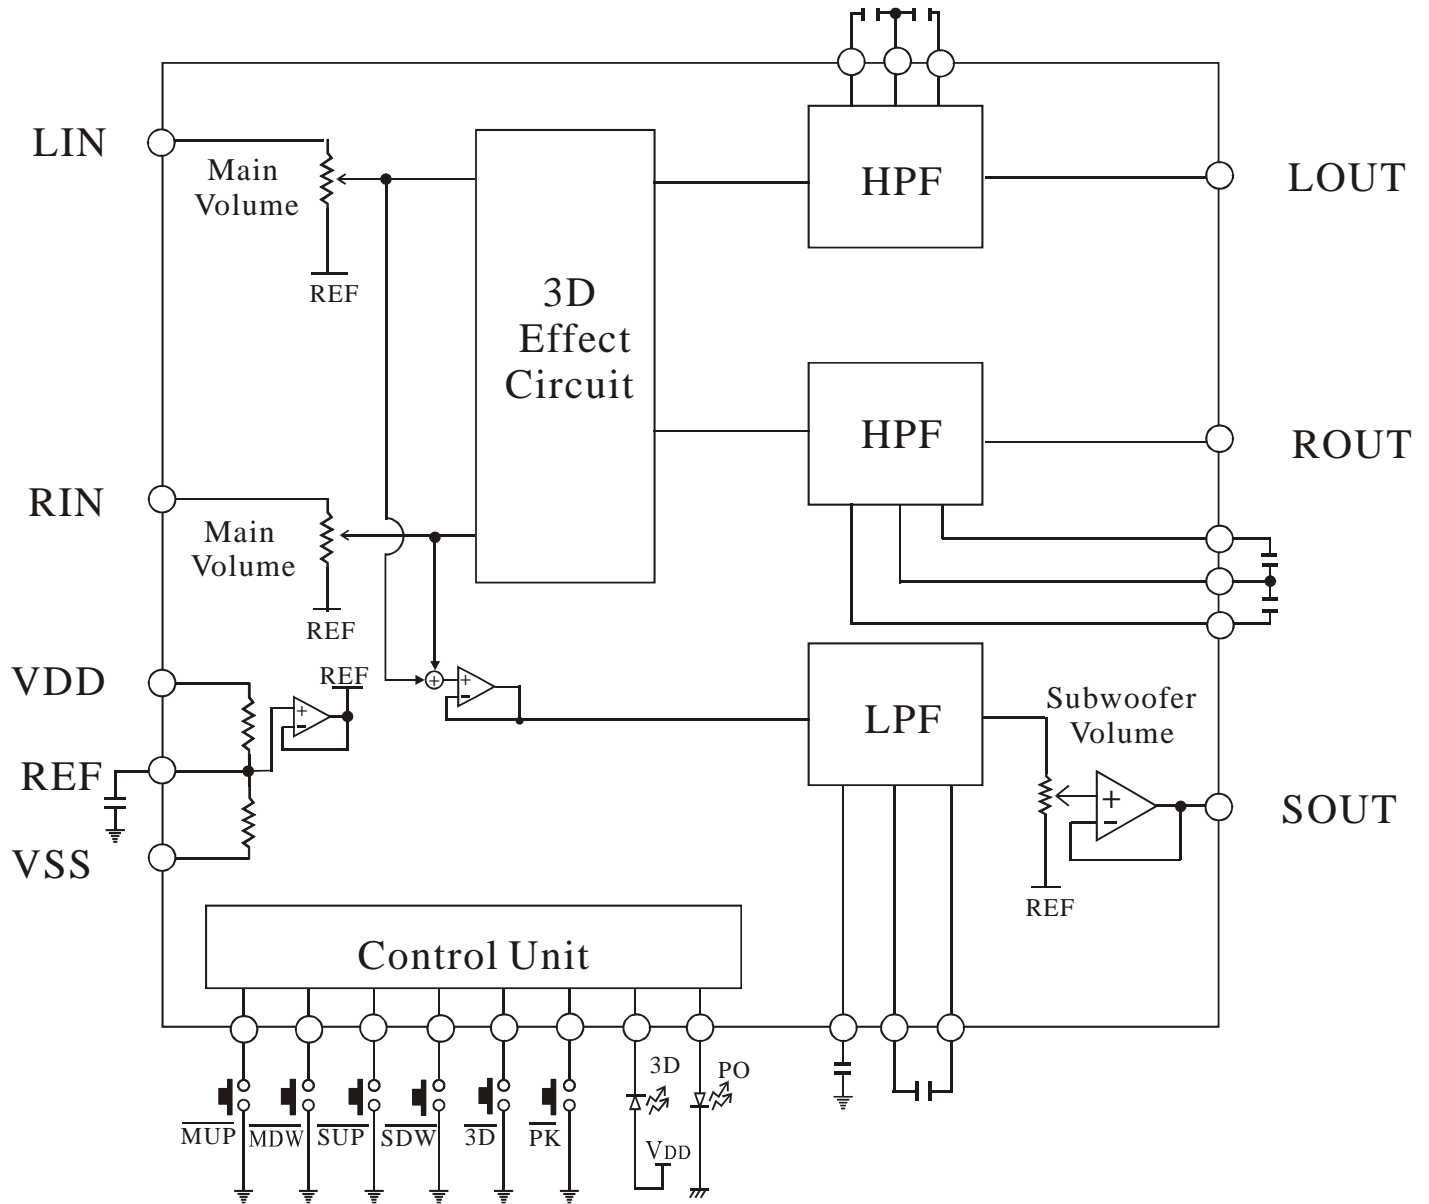 LIN
Main
Volume
REF
3D
Effect
Circuit
HPF
LOUT
HPF
ROUT
RIN
Main
Volume
REF
VDD
REF
+
+
−
+
−
LPF
Subwoofer
Volume
REF
+
−
SOUT
REF
VSS
Control Unit
MUP
MDW
SUP
SDW
3D
PK
3D
PO
VDD